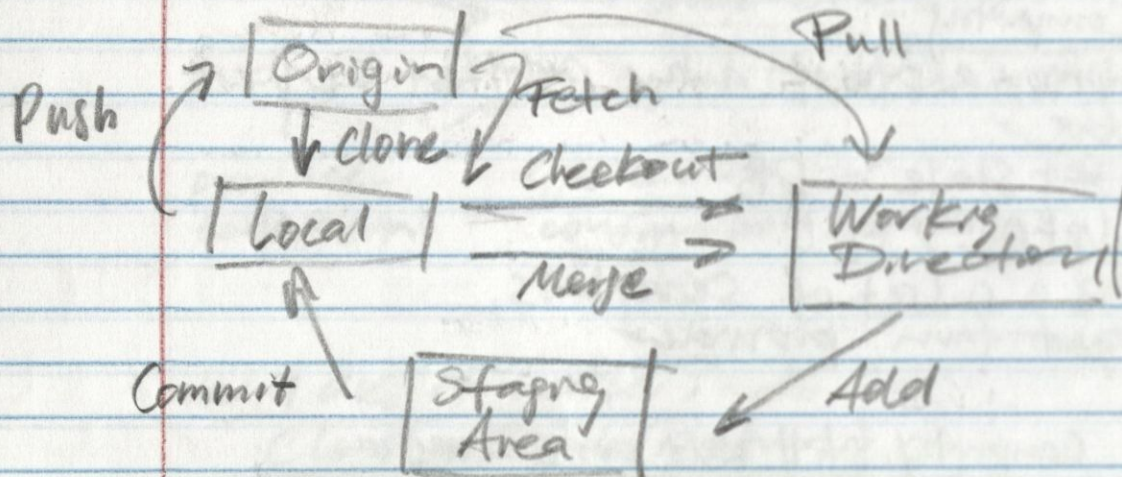 Pull
Origin
Fetch
Push
Clone
Checkout
Local
Working
Directory
Merge
Commit
Staging
Area
Add